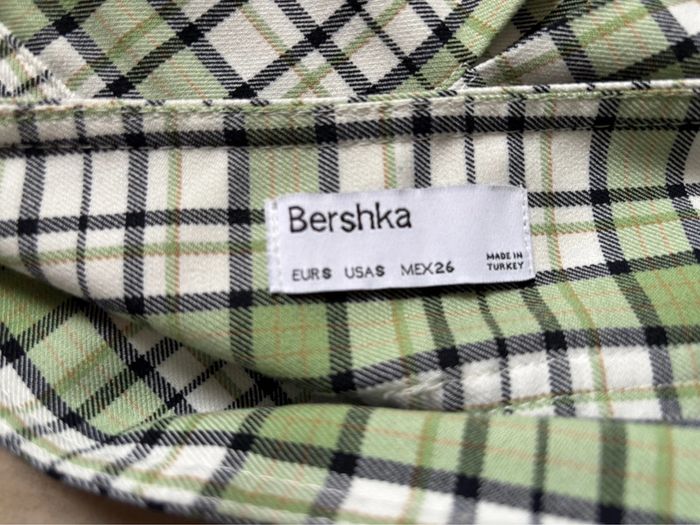 Bershka
EUR S USA S MEX 26
MADE IN
TURKEY